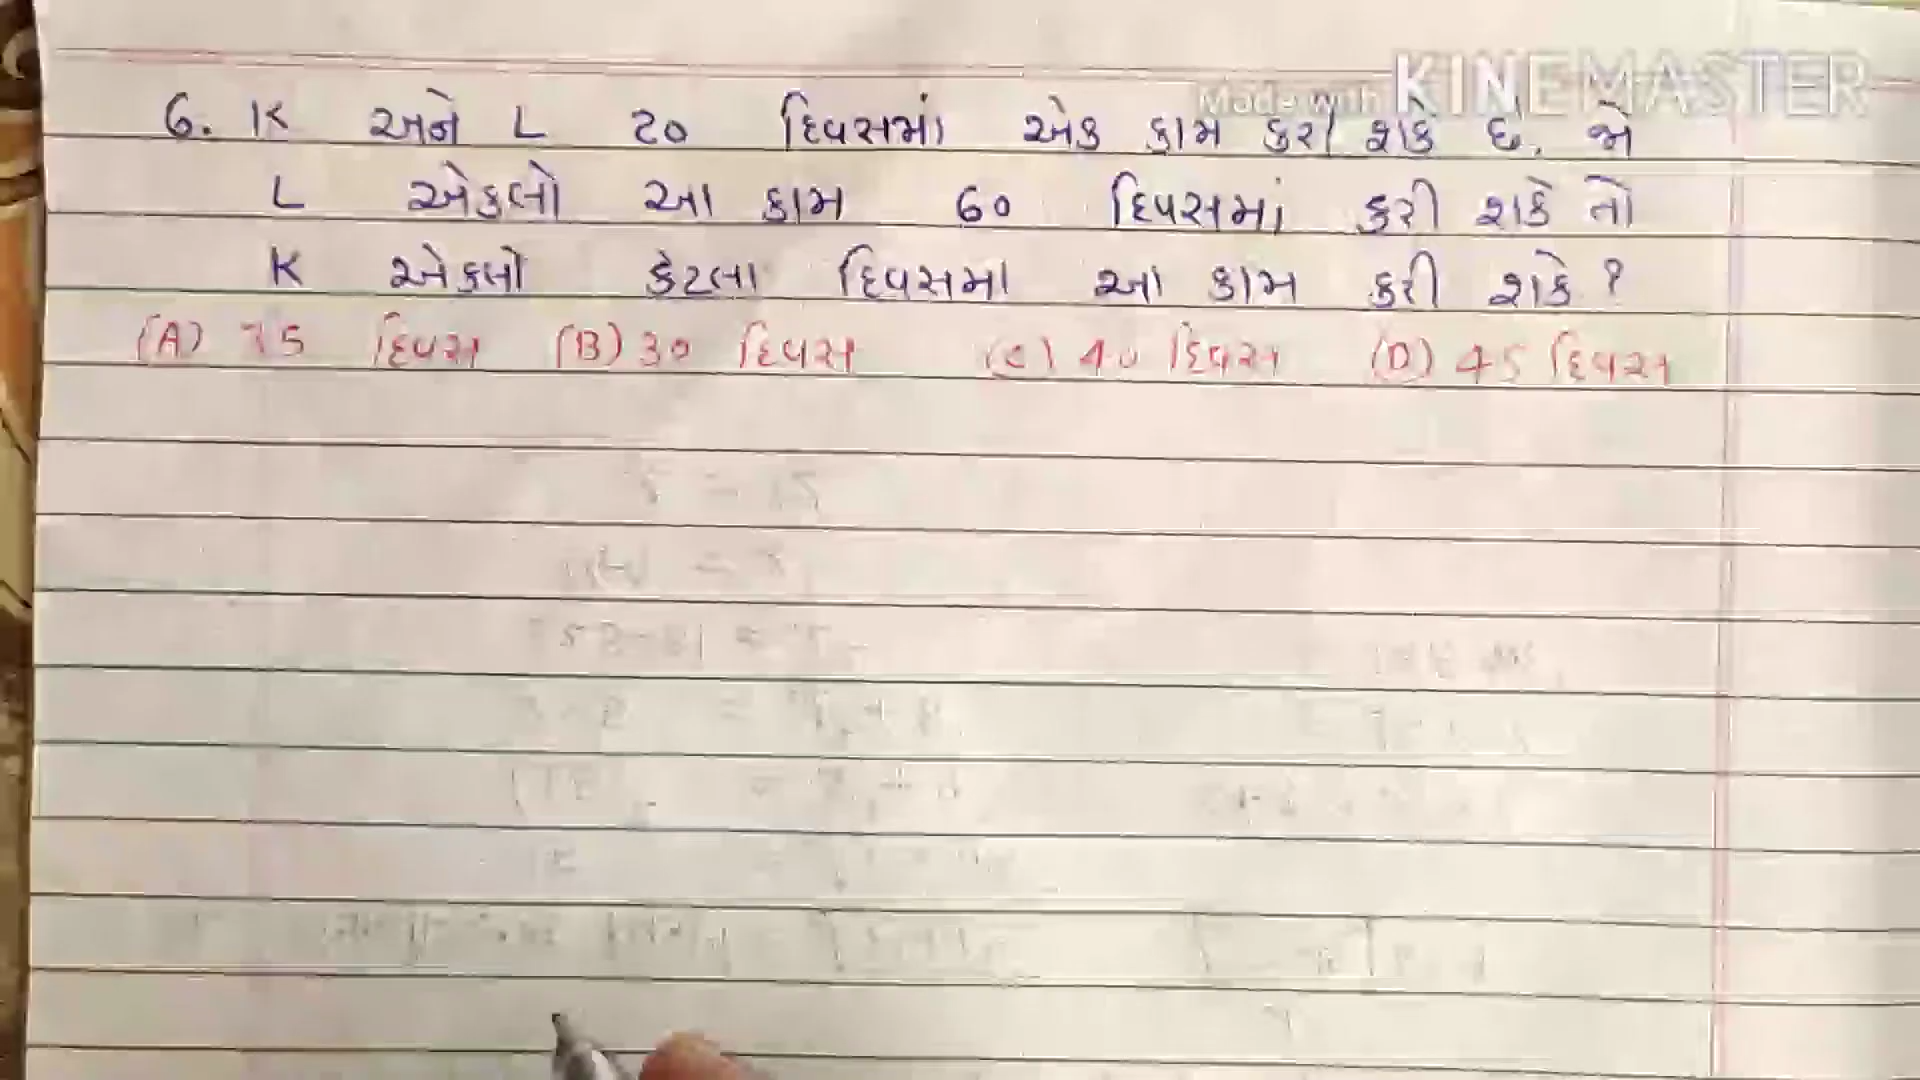 Made with KINEMASTER
6. K અને L 20 દિવસમાં એક કામ કરી શકે છે. જો
L એકલો આ કામ 60 દિવસમાં કરી શકે તો
K એકલો કેટલા દિવસમા આ કામ કરી શકે ?
(A) 15 દિવસ (B) 30 દિવસ (C) 40 દિવસ (D) 45 દિવસ